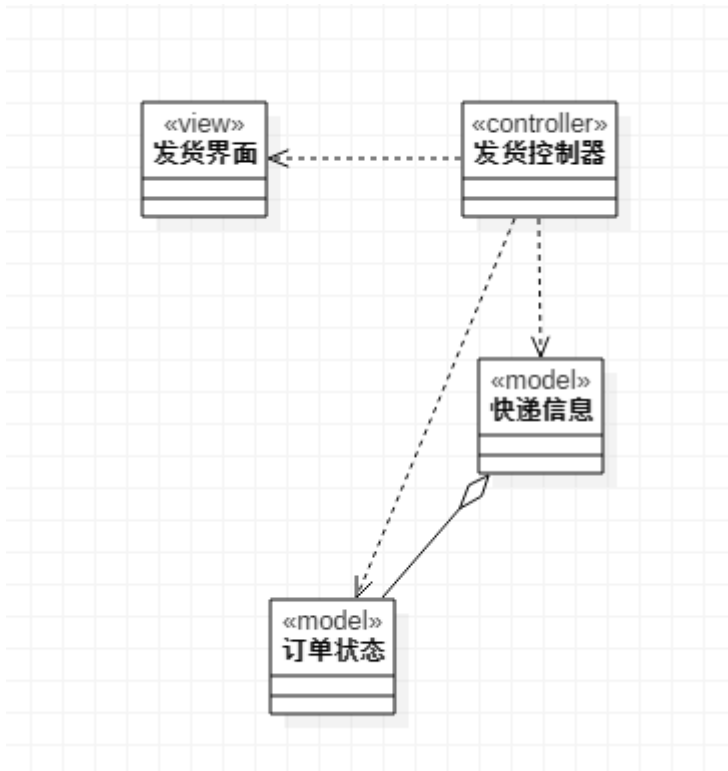 «view»
发货界面
«controller»
发货控制器
«model»
快递信息
«model»
订单状态